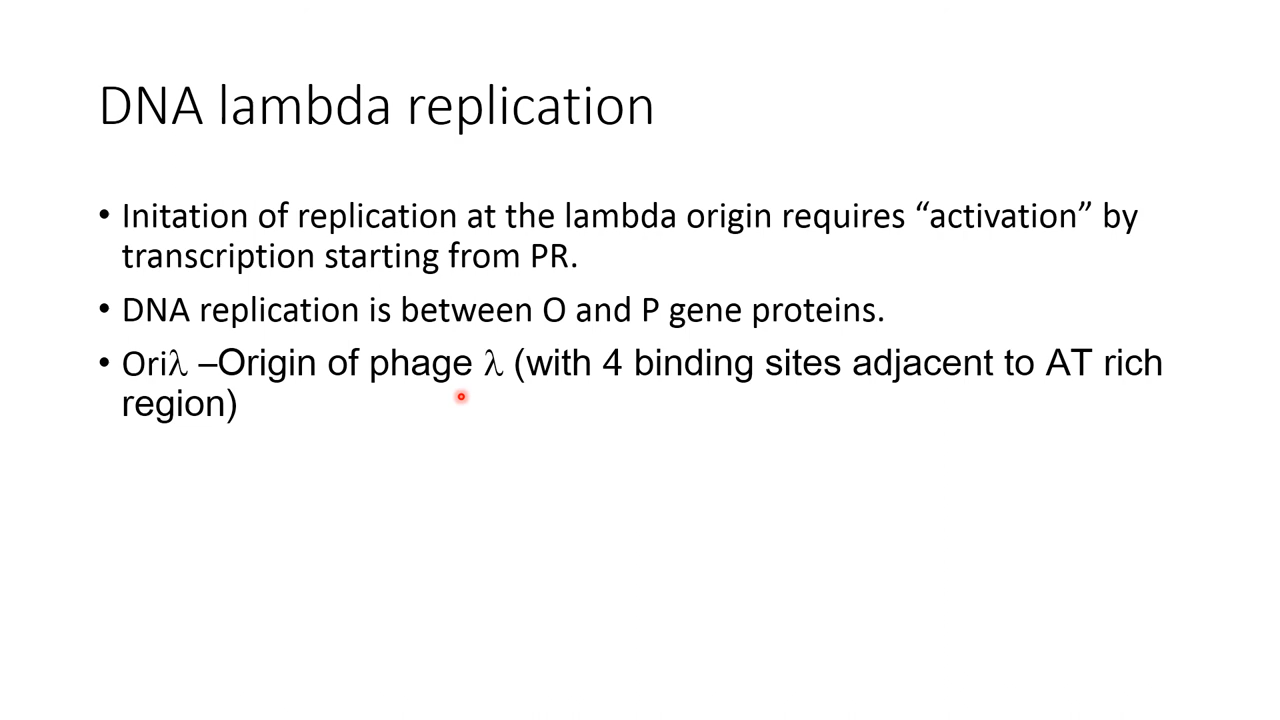 DNA lambda replication
• Initation of replication at the lambda origin requires “activation” by
transcription starting from PR.
• DNA replication is between O and P gene proteins.
• Oriλ –Origin of phage λ (with 4 binding sites adjacent to AT rich
region)